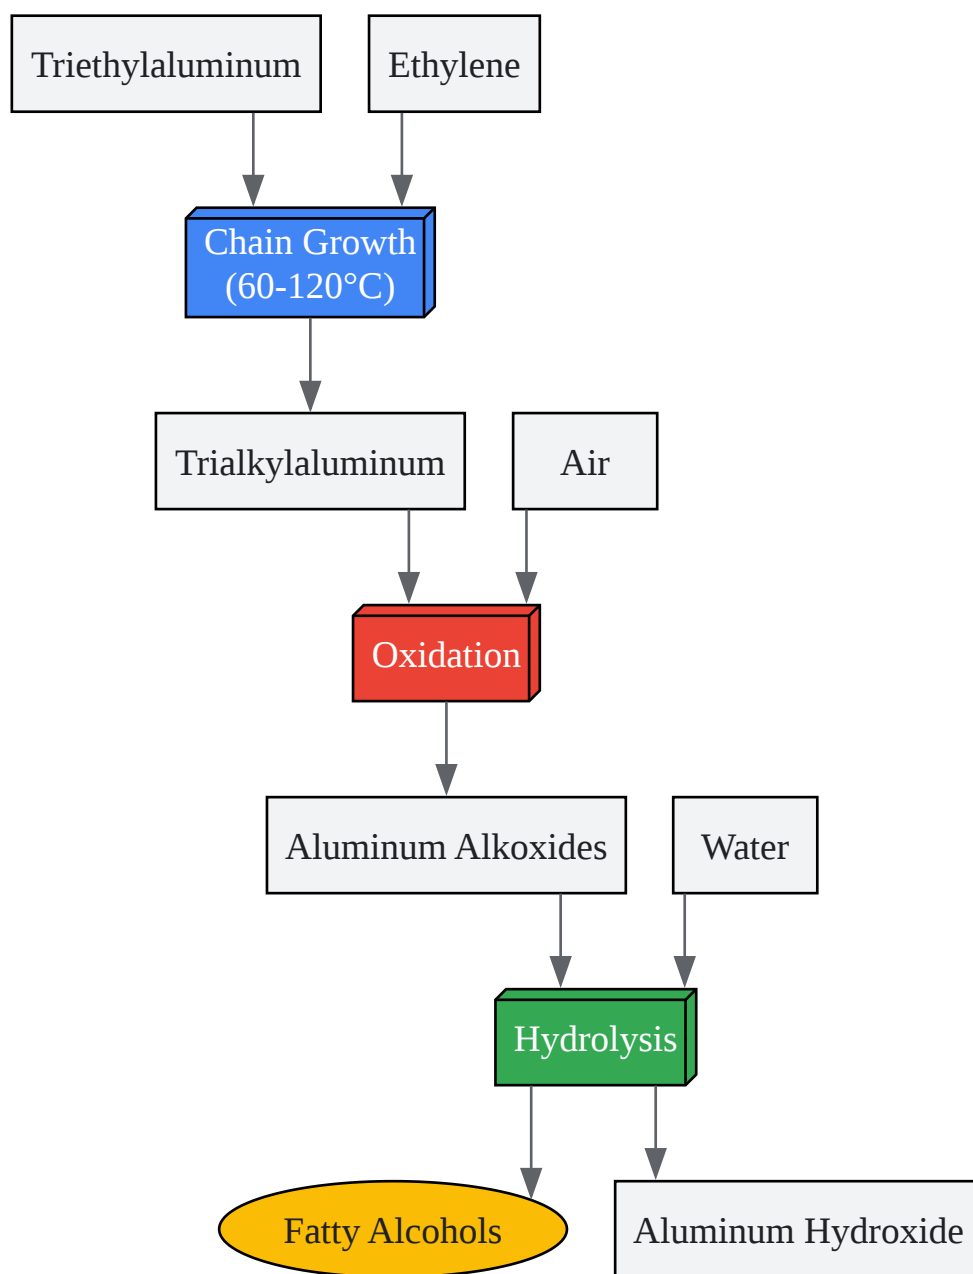 Triethylaluminum
Ethylene
Chain Growth
(60-120°C)
Trialkylaluminum
Air
Oxidation
Aluminum Alkoxides
Water
Hydrolysis
Fatty Alcohols
Aluminum Hydroxide